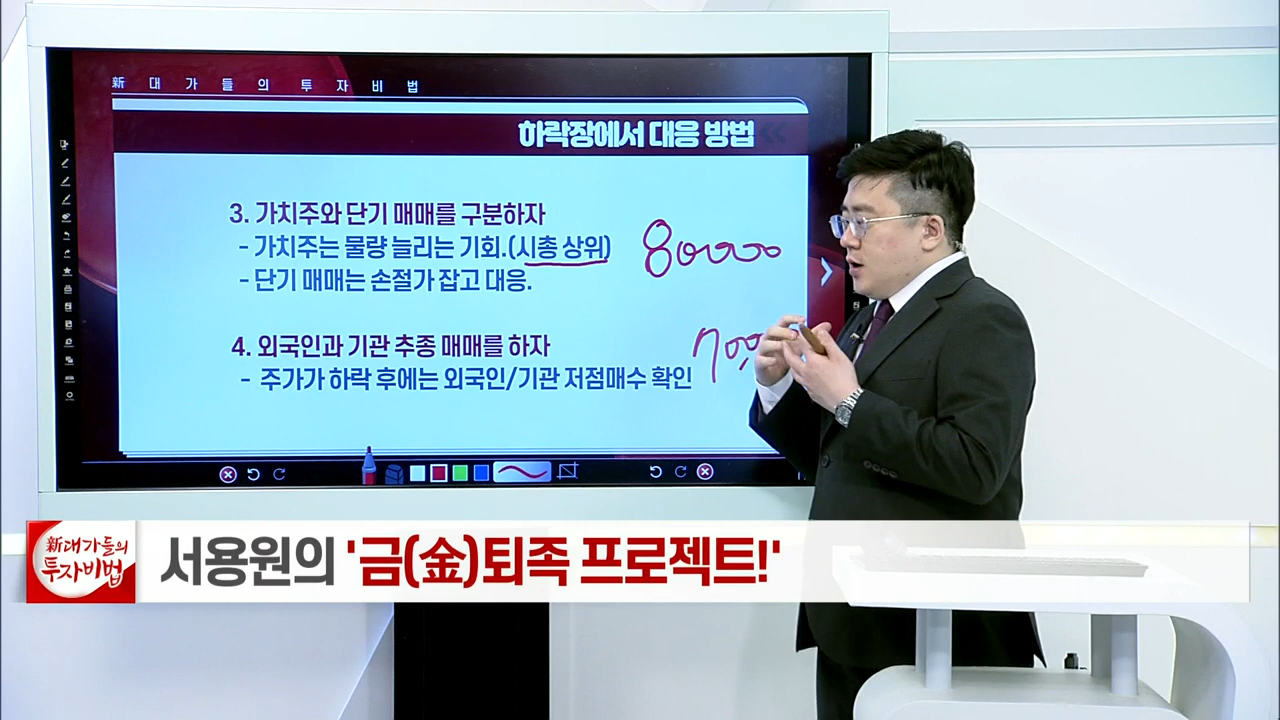 新 대 가 들 의 투 자 비 법
하락장에서 대응 방법
3. 가치주와 단기 매매를 구분하자
- 가치주는 물량 늘리는 기회.(시총 상위)
80000
- 단기 매매는 손절가 잡고 대응.
4. 외국인과 기관 추종 매매를 하자
- 주가가 하락 후에는 외국인/기관 저점매수 확인
新대가들의
투자비법
서용원의 '금(金)퇴족 프로젝트!'